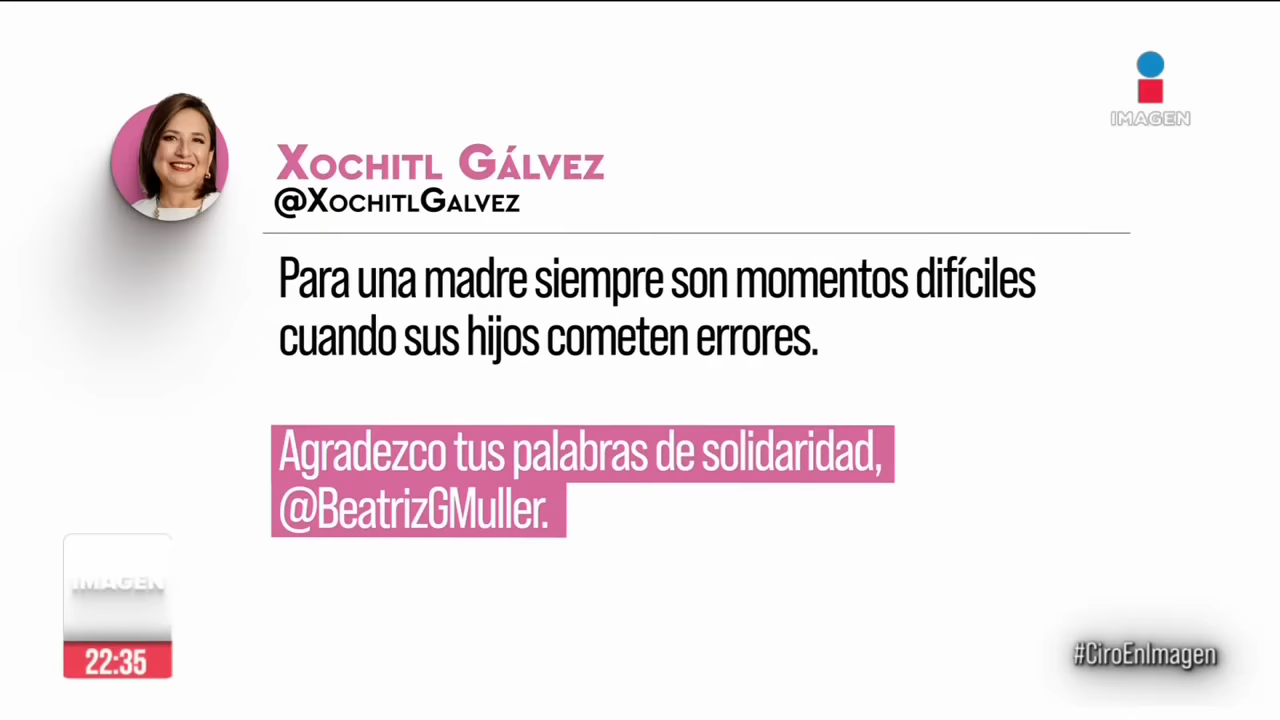 IMAGEN
Xochitl Gálvez
@XochitlGalvez
Para una madre siempre son momentos difíciles
cuando sus hijos cometen errores.
Agradezco tus palabras de solidaridad,
@BeatrizGMuller.
IMAGEN
22:35
#CiroEnImagen